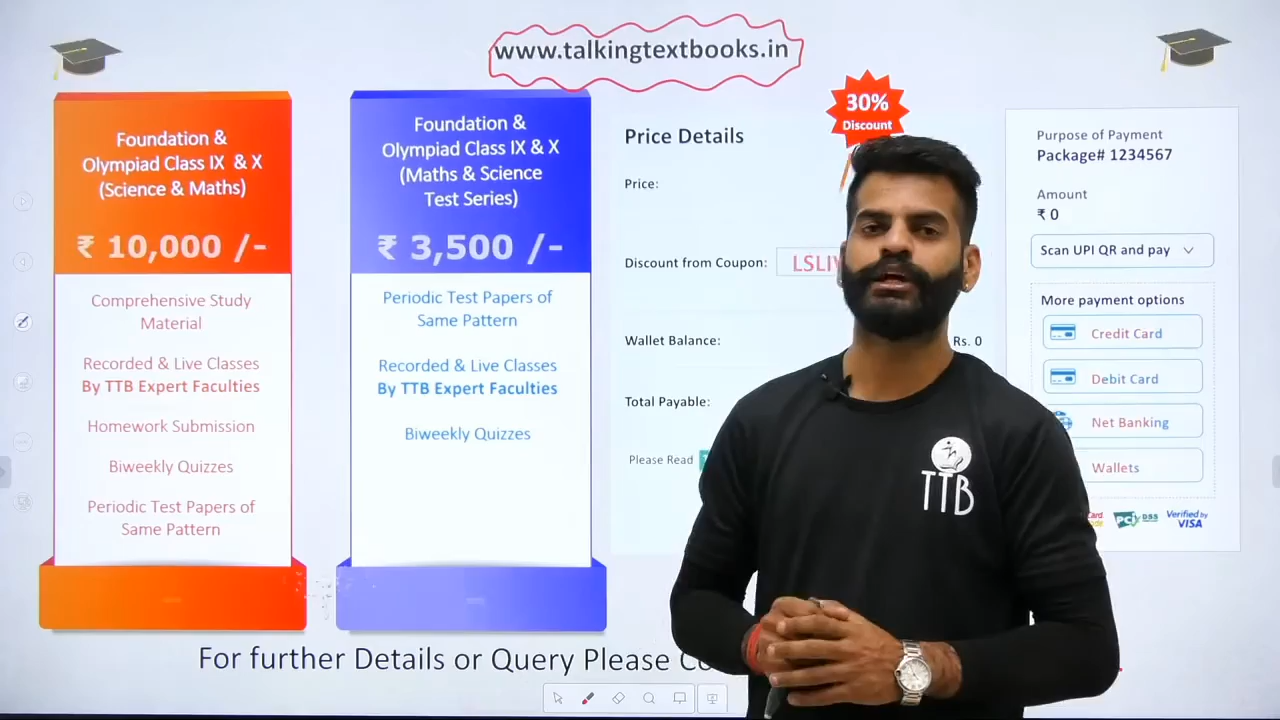 www.talkingtextbooks.in
Foundation &
Olympiad Class IX & X
(Science & Maths)
₹ 10,000 /-
Comprehensive Study
Material
Recorded & Live Classes
By TTB Expert Faculties
Homework Submission
Biweekly Quizzes
Periodic Test Papers of
Same Pattern
Foundation &
Olympiad Class IX & X
(Maths & Science
Test Series)
₹ 3,500 /-
Periodic Test Papers of
Same Pattern
Recorded & Live Classes
By TTB Expert Faculties
Biweekly Quizzes
30%
Discount
Price Details
Price:
Discount from Coupon:
Wallet Balance:
Rs. 0
Total Payable:
Please Read
Purpose of Payment
Package# 1234567
Amount
₹ 0
Scan UPI QR and pay
More payment options
Credit Card
Debit Card
Net Banking
Wallets
PCI DSS
Verified by
VISA
TTB
For further Details or Query Please